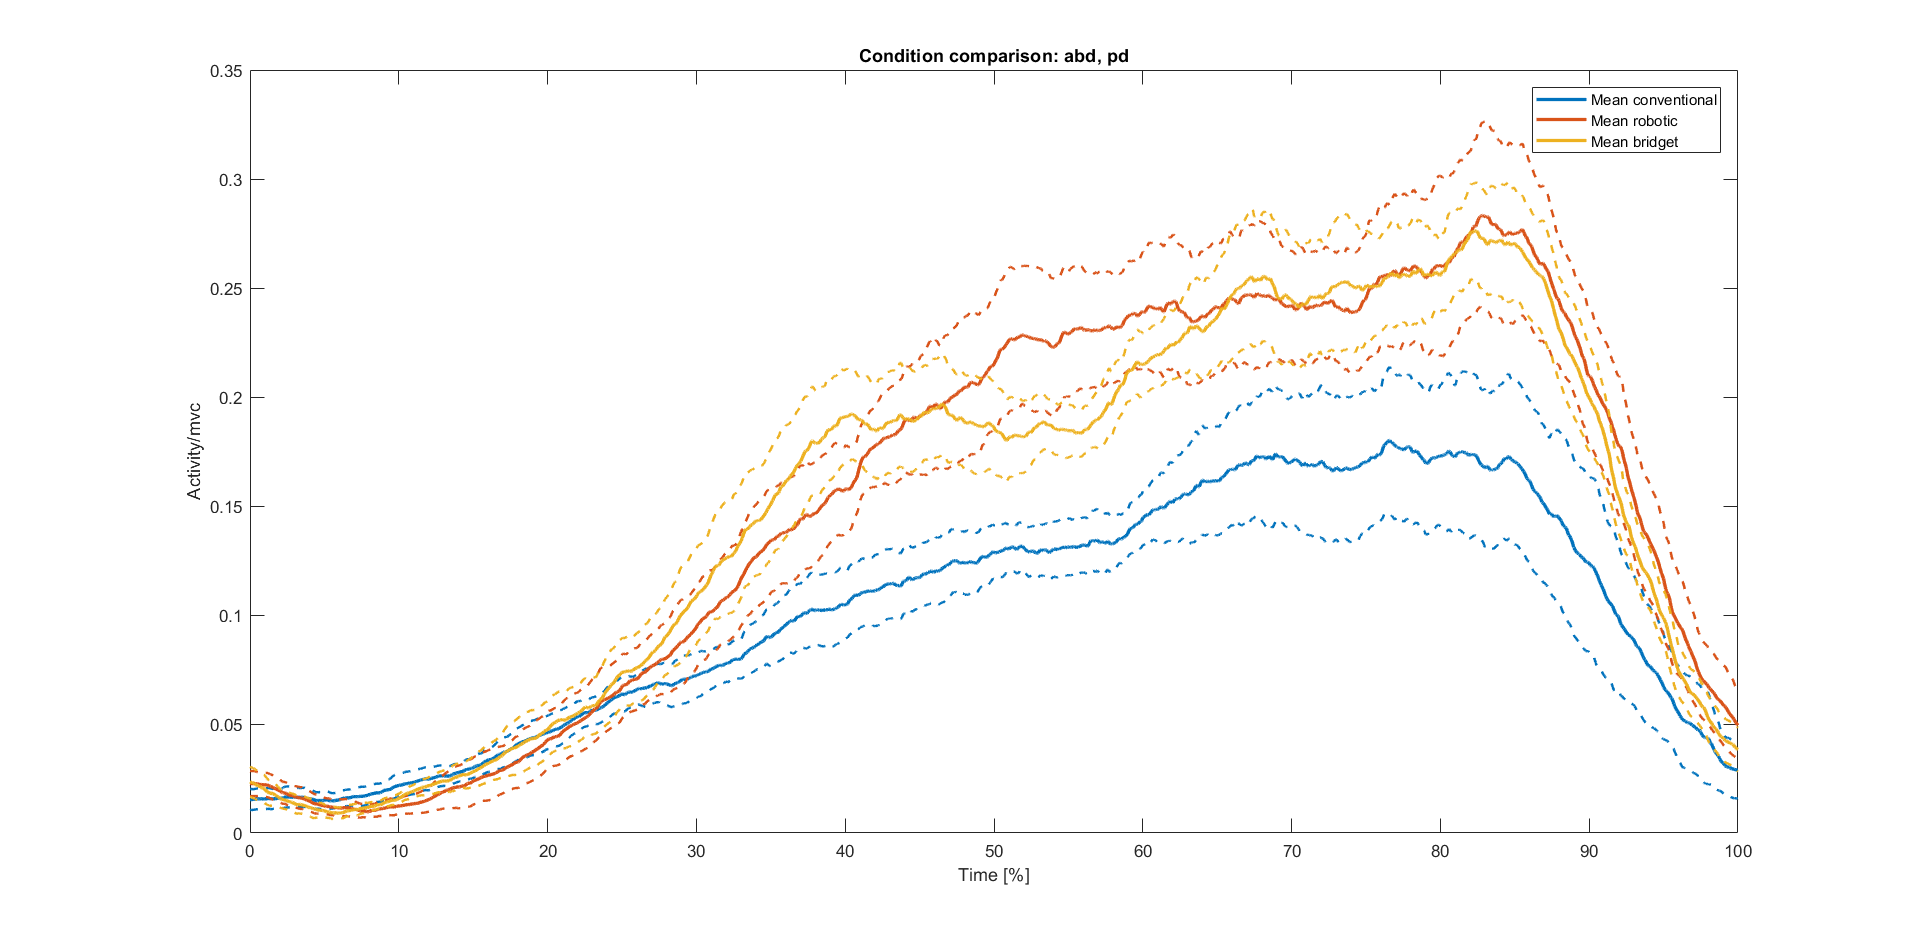 Condition comparison: abd, pd
0.35
0.3
0.25
0.2
0.15
0.1
0.05
0
Activity/mvc
Mean conventional
Mean robotic
Mean bridget
0 10 20 30 40 50 60 70 80 90 100
Time [%]